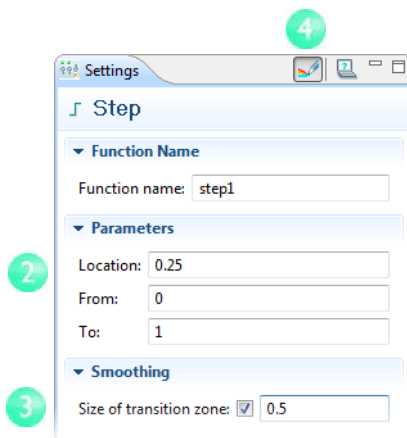 4
Settings
Step
Function Name
Function name: step1
Parameters
2
Location: 0.25
From: 0
To: 1
Smoothing
3
Size of transition zone: 0.5